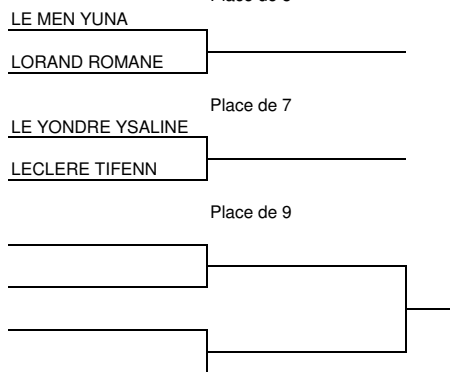 LE MEN YUNA
LORAND ROMANE
Place de 7
LE YONDRE YSALINE
LECLERE TIFENN
Place de 9